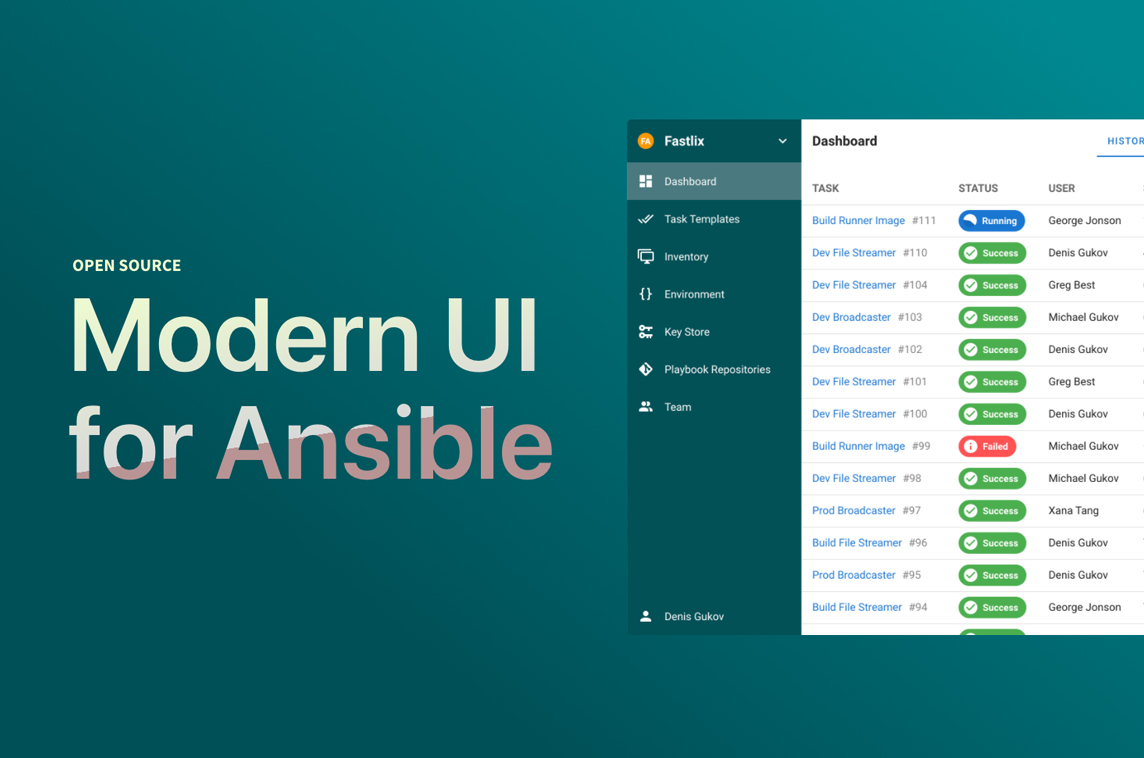 OPEN SOURCE
Modern UI
for Ansible
FA Fastlix
Dashboard
Task Templates
Inventory
Environment
Key Store
Playbook Repositories
Team
Denis Gukov
Dashboard
HISTOR
TASK STATUS USER
Build Runner Image #111 Running George Jonson
Dev File Streamer #110 Success Denis Gukov
Dev File Streamer #104 Success Greg Best
Dev Broadcaster #103 Success Michael Gukov
Dev Broadcaster #102 Success Denis Gukov
Dev File Streamer #101 Success Greg Best
Dev File Streamer #100 Success Denis Gukov
Build Runner Image #99 Failed Michael Gukov
Dev File Streamer #98 Success Michael Gukov
Prod Broadcaster #97 Success Xana Tang
Build File Streamer #96 Success Denis Gukov
Prod Broadcaster #95 Success Denis Gukov
Build File Streamer #94 Success George Jonson